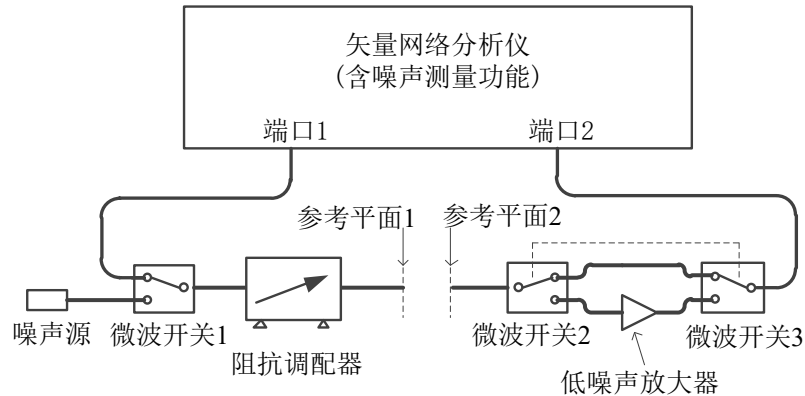 矢量网络分析仪
(含噪声测量功能)
端口1
端口2
参考平面1
参考平面2
噪声源
微波开关1
阻抗调配器
微波开关2
微波开关3
低噪声放大器